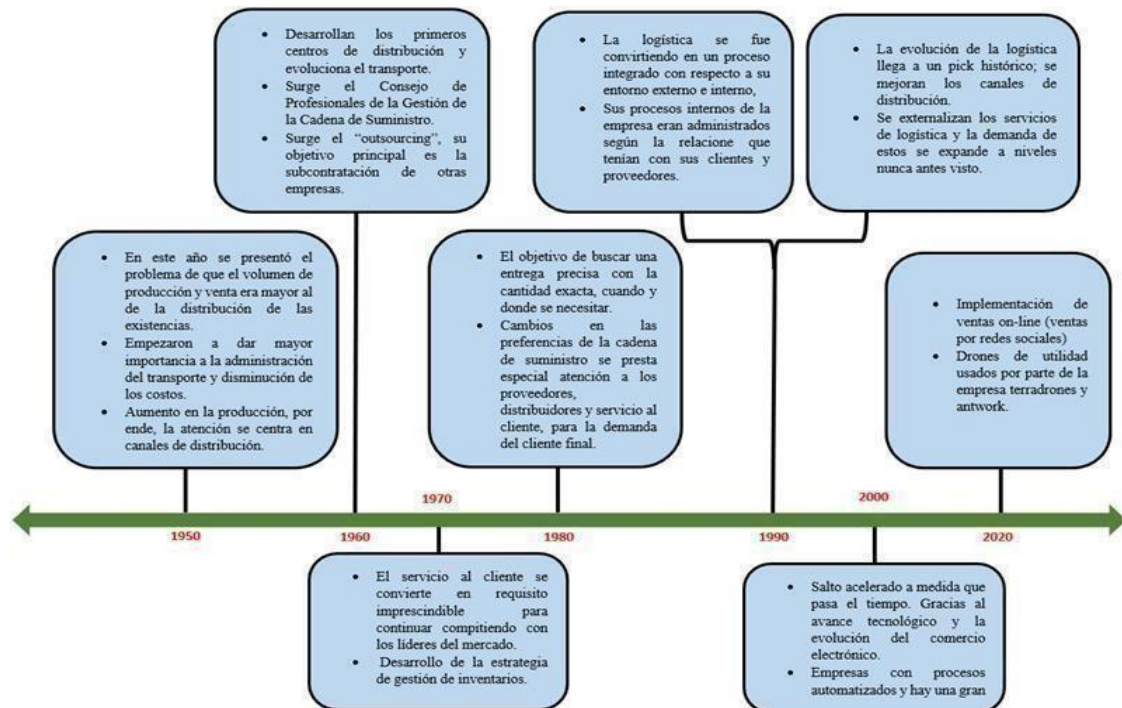 • Desarrollan los primeros
centros de distribución y
evoluciona el transporte.
• Surge el Consejo de
Profesionales de la Gestión de
la Cadena de Suministro.
• Surge el “outsourcing”, su
objetivo principal es la
subcontratación de otras
empresas.
• La logística se fue
convirtiendo en un proceso
integrado con respecto a su
entorno externo e interno,
• Sus procesos internos de la
empresa eran administrados
según la relacione que
tenían con sus clientes y
proveedores.
• La evolución de la logística
llega a un pick histórico; se
mejoran los canales de
distribución.
• Se externalizan los servicios
de logística y la demanda de
estos se expande a niveles
nunca antes visto.
• En este año se presentó el
problema de que el volumen de
producción y venta era mayor al
de la distribución de las
existencias.
• Empezaron a dar mayor
importancia a la administración
del transporte y disminución de
los costos.
• Aumento en la producción, por
ende, la atención se centra en
canales de distribución.
• El objetivo de buscar una
entrega precisa con la
cantidad exacta, cuando y
donde se necesitar.
• Cambios en las
preferencias de la cadena
de suministro se presta
especial atención a los
proveedores,
distribuidores y servicio al
cliente, para la demanda
del cliente final.
• Implementación de
ventas on-line (ventas
por redes sociales)
• Drones de utilidad
usados por parte de la
empresa terradrones y
antwork.
1970
2000
1950
1960
1980
1990
2020
• El servicio al cliente se
convierte en requisito
imprescindible para
continuar compitiendo con
los líderes del mercado.
• Desarrollo de la estrategia
de gestión de inventarios.
• Salto acelerado a medida que
pasa el tiempo. Gracias al
avance tecnológico y la
evolución del comercio
electrónico.
• Empresas con procesos
automatizados y hay una gran